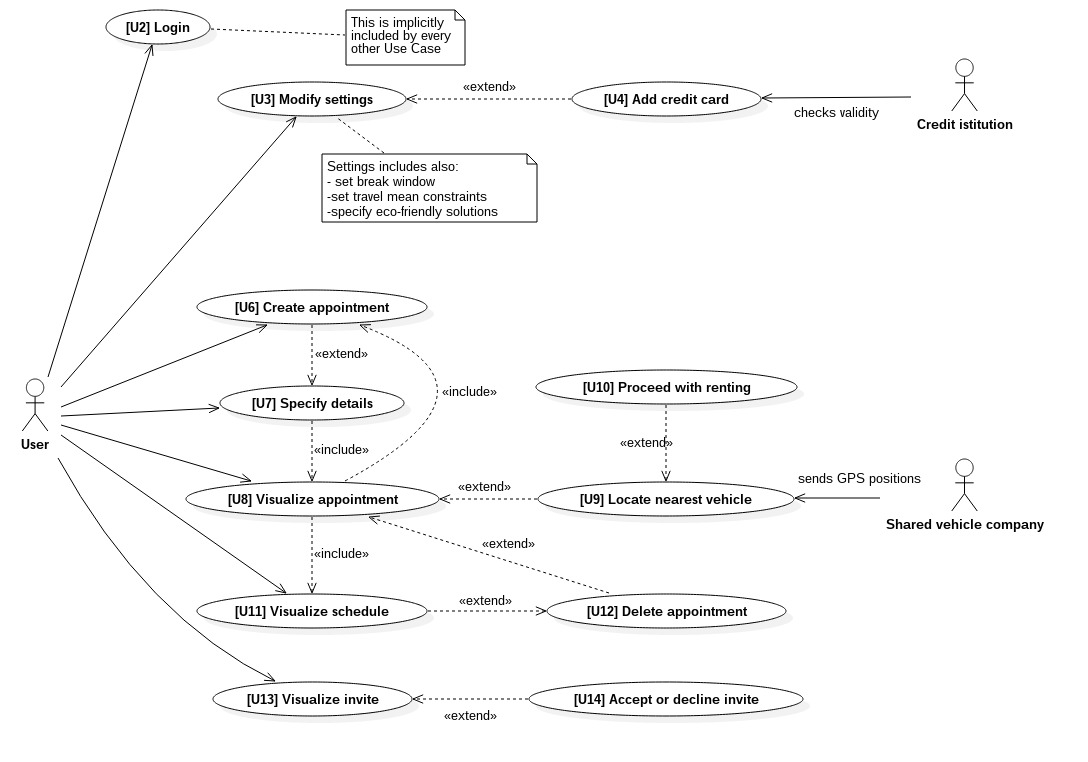 [U2] Login
This is implicitly
included by every
other Use Case
[U3] Modify settings
«extend»
[U4] Add credit card
checks validity
Credit istitution
Settings includes also:
- set break window
-set travel mean constraints
-specify eco-friendly solutions
[U6] Create appointment
«extend»
«include»
[U7] Specify details
[U10] Proceed with renting
User
«include»
«extend»
[U8] Visualize appointment
«extend»
[U9] Locate nearest vehicle
sends GPS positions
Shared vehicle company
«include»
«extend»
[U11] Visualize schedule
«extend»
[U12] Delete appointment
[U13] Visualize invite
«extend»
[U14] Accept or decline invite